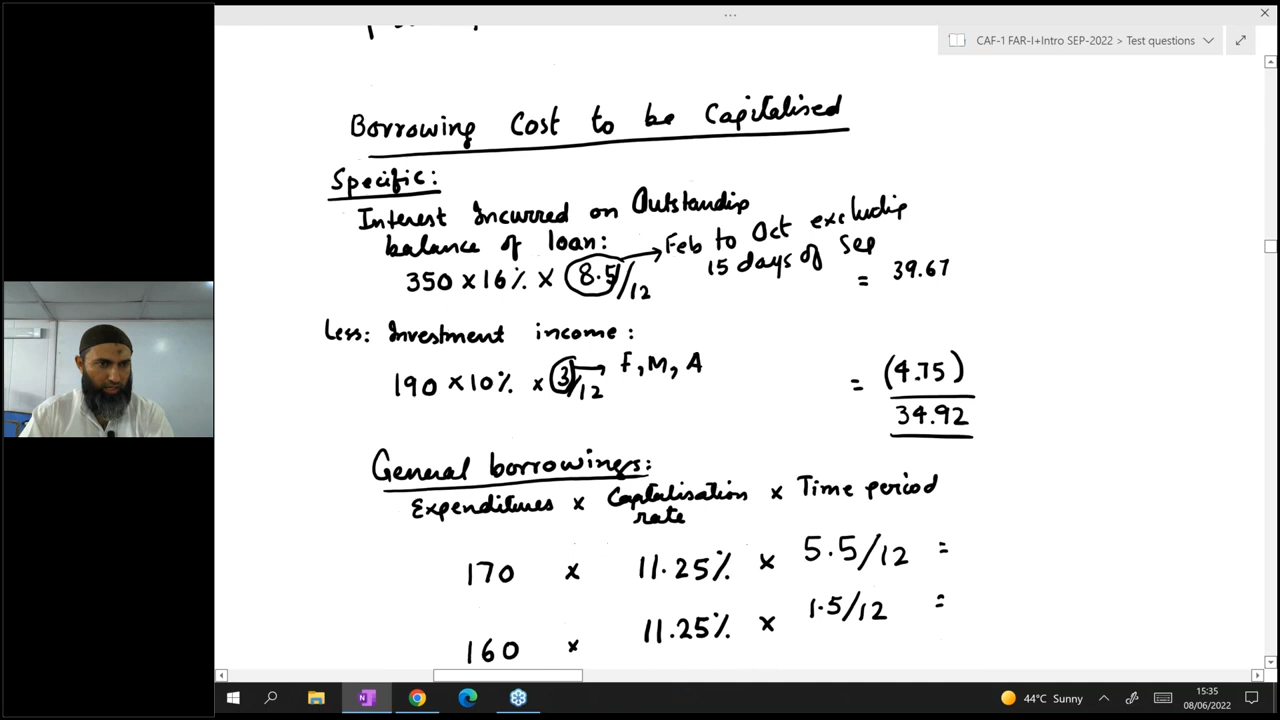 CAF-1 FAR-I+Intro SEP-2022 > Test questions
Borrowing Cost to be Capitalised
Specific:
Interest Incurred on Outstanding
balance of loan:
350 x 16% x 8.5/12 → Feb to Oct excluding
15 days of Sep
= 39.67
Less: Investment income:
190 x 10% x 3/12 → F, M, A
= (4.75)
34.92
General borrowings:
Expenditures x Capitalisation rate x Time period
170 x 11.25% x 5.5/12 =
160 x 11.25% x 1.5/12 =
44°C Sunny
15:35
08/06/2022